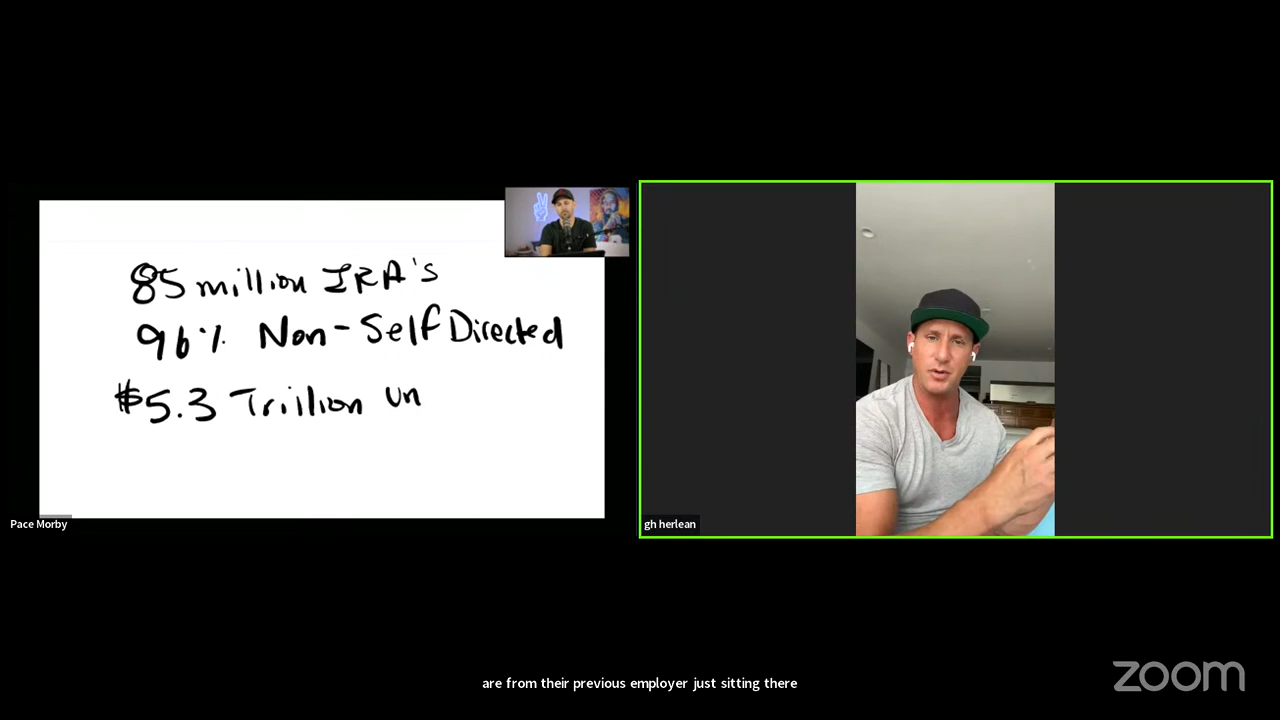 85 million IRA's
96% Non-Self Directed
$5.3 Trillion un
Pace Morby
gh herlean
are from their previous employer just sitting there
zoom